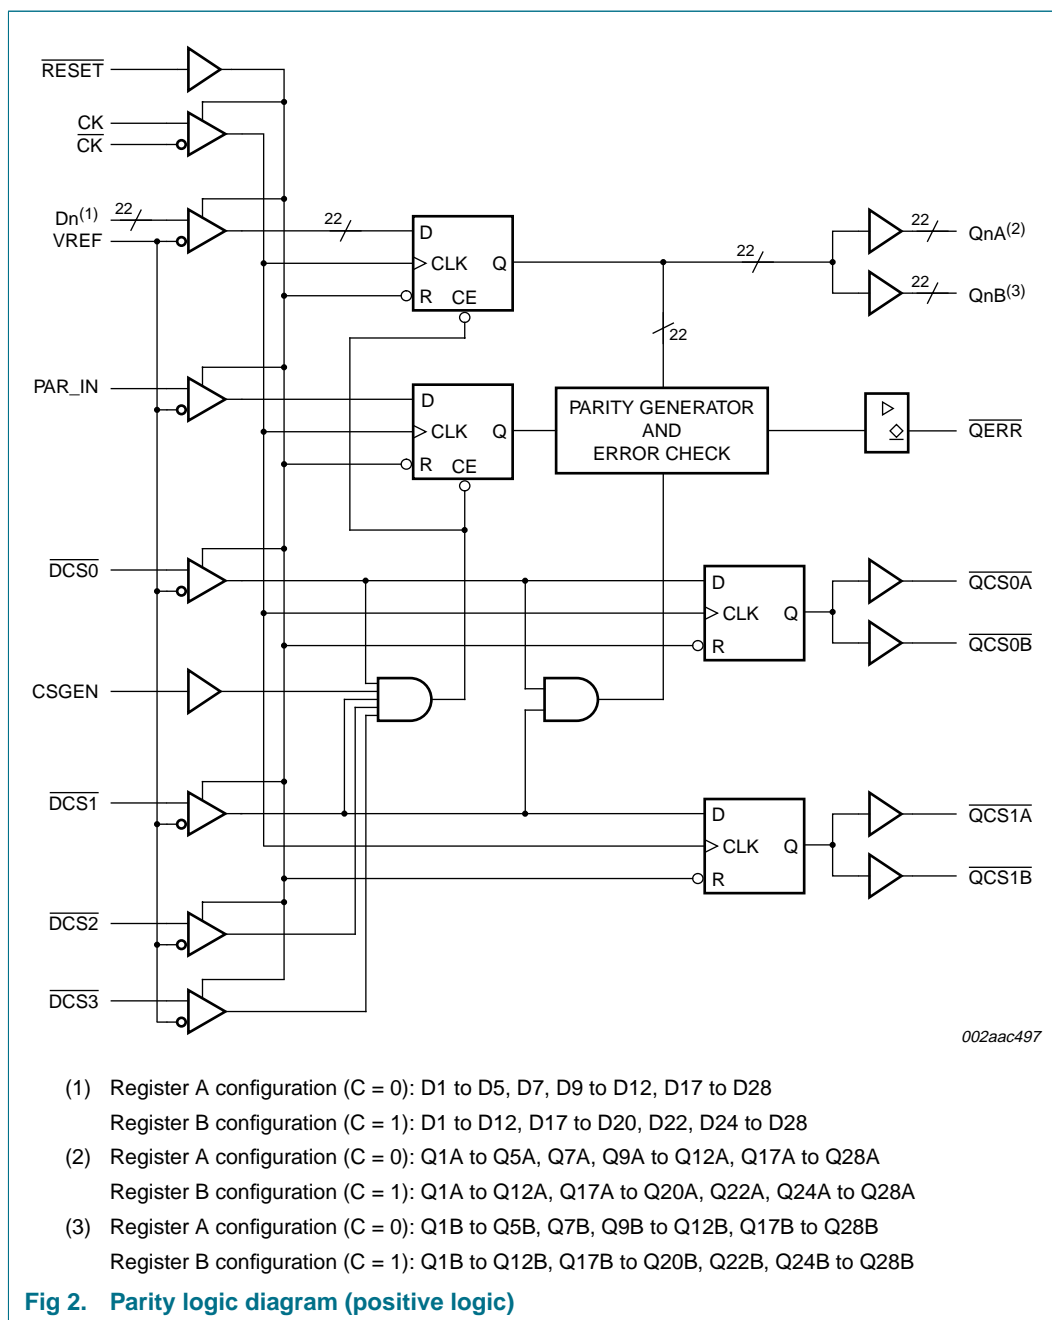 RESET
CK
CK
Dn(1)
22
VREF
22
D
CLK
Q
R
CE
22
22
22
QnA(2)
22
QnB(3)
PAR_IN
D
CLK
Q
R
CE
PARITY GENERATOR
AND
ERROR CHECK
QERR
DCS0
D
CLK
Q
R
QCS0A
QCS0B
CSGEN
DCS1
D
CLK
Q
R
QCS1A
QCS1B
DCS2
DCS3
002aac497
(1) Register A configuration (C = 0): D1 to D5, D7, D9 to D12, D17 to D28
Register B configuration (C = 1): D1 to D12, D17 to D20, D22, D24 to D28
(2) Register A configuration (C = 0): Q1A to Q5A, Q7A, Q9A to Q12A, Q17A to Q28A
Register B configuration (C = 1): Q1A to Q12A, Q17A to Q20A, Q22A, Q24A to Q28A
(3) Register A configuration (C = 0): Q1B to Q5B, Q7B, Q9B to Q12B, Q17B to Q28B
Register B configuration (C = 1): Q1B to Q12B, Q17B to Q20B, Q22B, Q24B to Q28B
Fig 2. Parity logic diagram (positive logic)